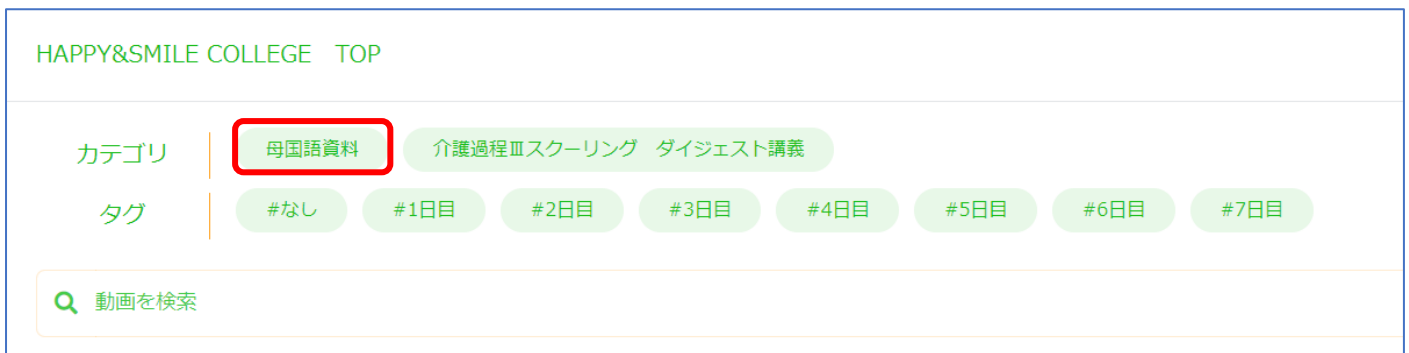 HAPPY&SMILE COLLEGE　TOP
カテゴリ 母国語資料 介護過程Ⅲスクーリング　ダイジェスト講義
タグ #なし #1日目 #2日目 #3日目 #4日目 #5日目 #6日目 #7日目
動画を検索